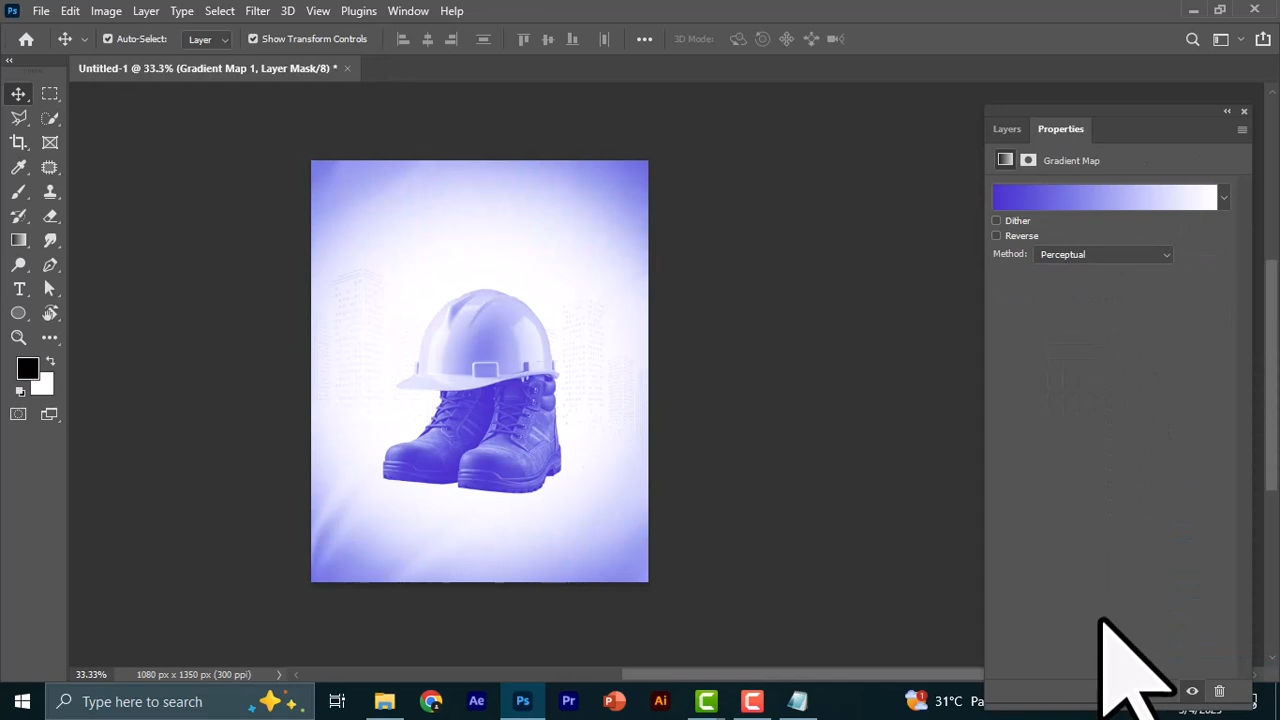 Ps File Edit Image Layer Type Select Filter 3D View Plugins Window Help
Auto-Select: Layer Show Transform Controls ••• 3D Mode:
Untitled-1 @ 33.3% (Gradient Map 1, Layer Mask/8) * ×
Layers Properties
Gradient Map
Dither
Reverse
Method: Perceptual
33.33% 1080 px x 1350 px (300 ppi)
Type here to search Ae Ps Pr Ai 31°C